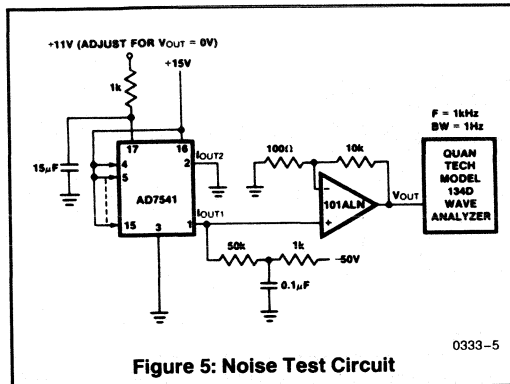 +11V (ADJUST FOR VOUT = 0V)
+15V
1k
15µF
17
16
4
5
15
2
1
3
AD7541
IOUT2
IOUT1
100Ω
10k
−
+
101ALN
VOUT
50k
1k
−50V
0.1µF
F = 1kHz
BW = 1Hz
QUAN
TECH
MODEL
134D
WAVE
ANALYZER
0333–5
Figure 5: Noise Test Circuit